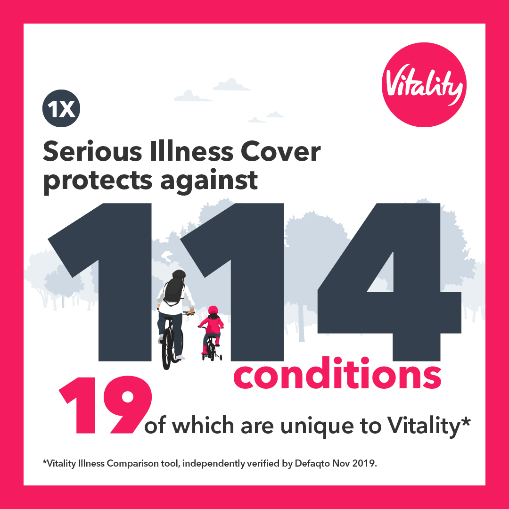 Vitality
1X
Serious Illness Cover
protects against
114
conditions
19 of which are unique to Vitality*
*Vitality Illness Comparison tool, independently verified by Defaqto Nov 2019.